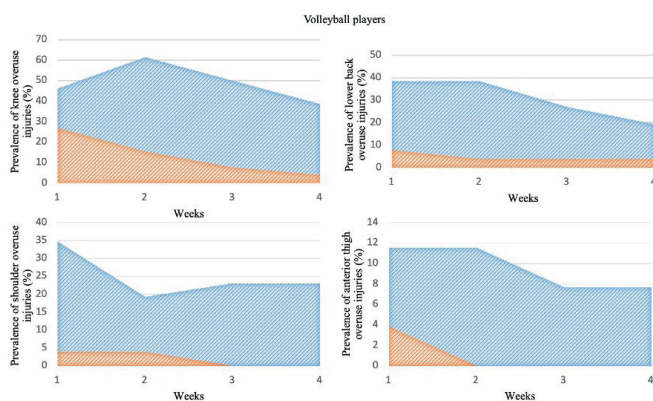 Volleyball players
Prevalence of knee overuse
injuries (%)
70
60
50
40
30
20
10
0
1 2 3 4
Weeks
Prevalence of lower back
overuse injuries (%)
50
40
30
20
10
0
1 2 3 4
Weeks
Prevalence of shoulder overuse
injuries (%)
40
35
30
25
20
15
10
5
0
1 2 3 4
Weeks
Prevalence of anterior thigh
overuse injuries (%)
14
12
10
8
6
4
2
0
1 2 3 4
Weeks